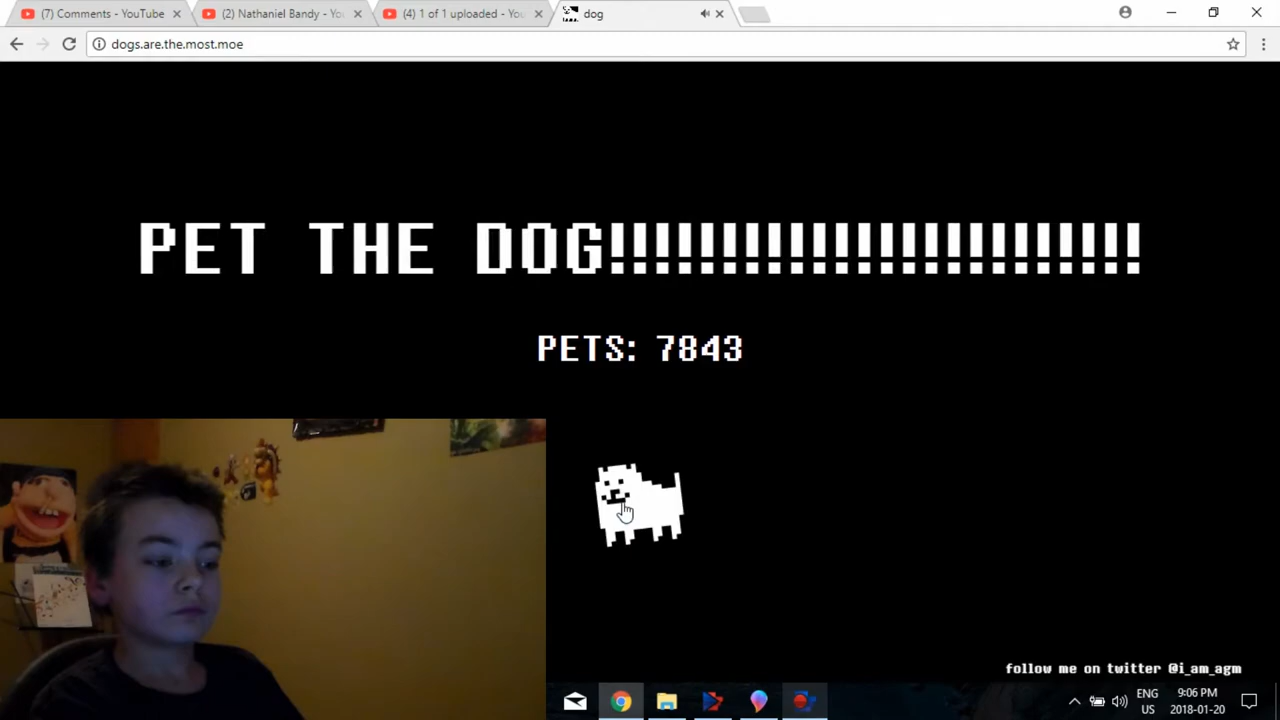 (7) Comments - YouTube
(2) Nathaniel Bandy - Yo
(4) 1 of 1 uploaded - You
dog
dogs.are.the.most.moe
PET THE DOG!!!!!!!!!!!!!!!!!!!!!!!!
PETS: 7843
follow me on twitter @i_am_agm
ENG
US
9:06 PM
2018-01-20